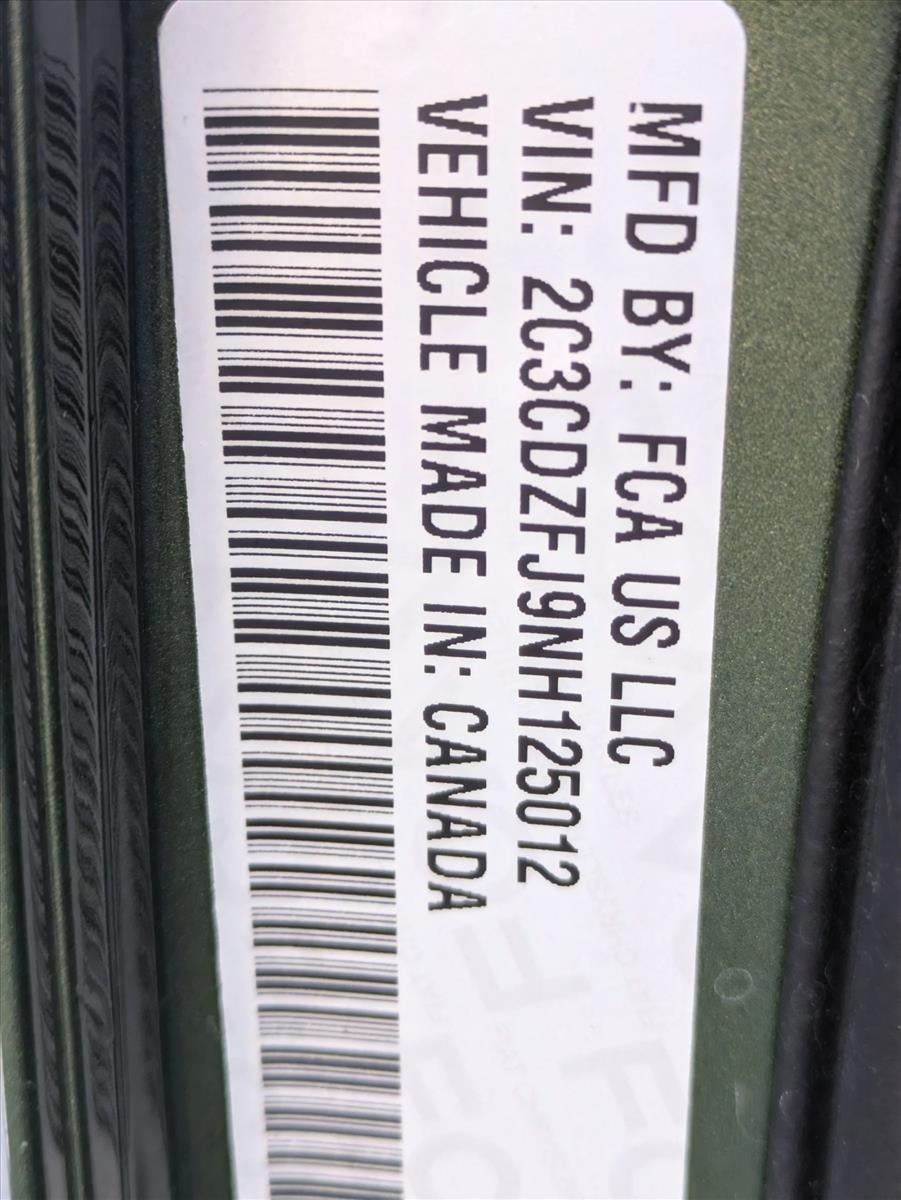 MFD BY: FCA US LLC
VIN: 2C3CDZFJ9NH125012
VEHICLE MADE IN: CANADA